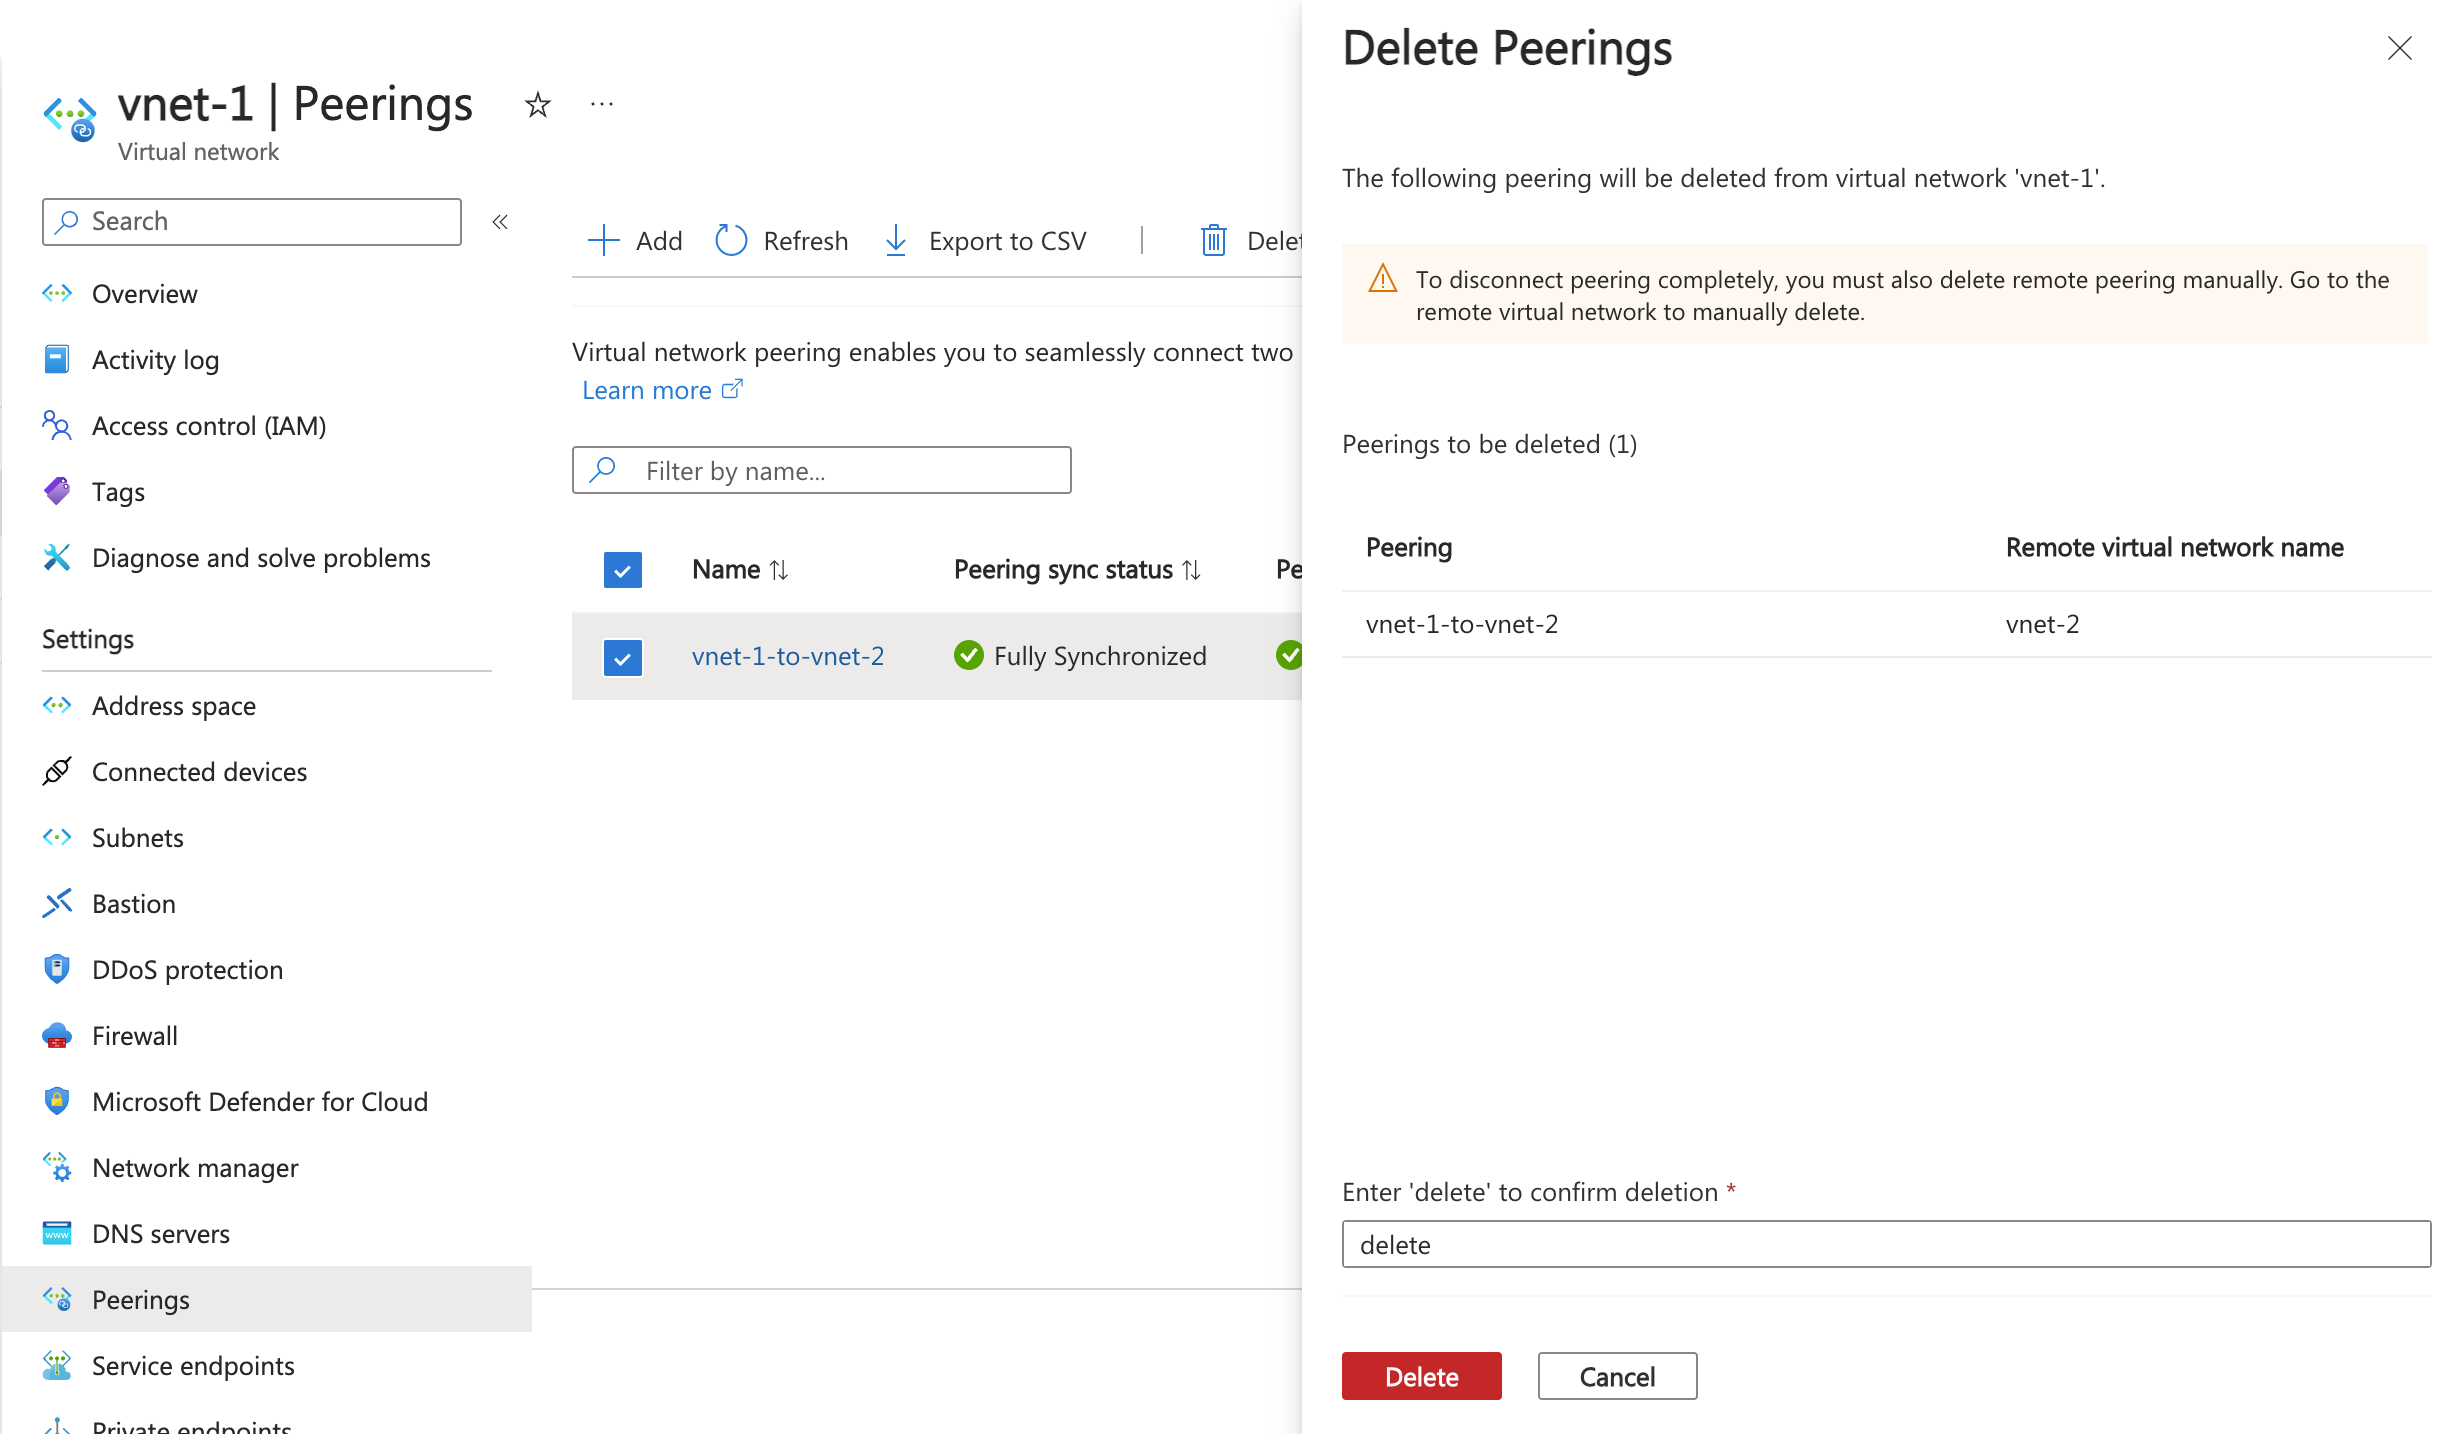 vnet-1 | Peerings
Virtual network
Search
Overview
Activity log
Access control (IAM)
Tags
Diagnose and solve problems
Settings
Address space
Connected devices
Subnets
Bastion
DDoS protection
Firewall
Microsoft Defender for Cloud
Network manager
DNS servers
Peerings
Service endpoints
Private endpoints
Add Refresh Export to CSV | Delet
Virtual network peering enables you to seamlessly connect two
Learn more
Filter by name...
Name Peering sync status Pe
vnet-1-to-vnet-2 Fully Synchronized
Delete Peerings
The following peering will be deleted from virtual network 'vnet-1'.
To disconnect peering completely, you must also delete remote peering manually. Go to the
remote virtual network to manually delete.
Peerings to be deleted (1)
Peering Remote virtual network name
vnet-1-to-vnet-2 vnet-2
Enter 'delete' to confirm deletion *
delete
Delete Cancel